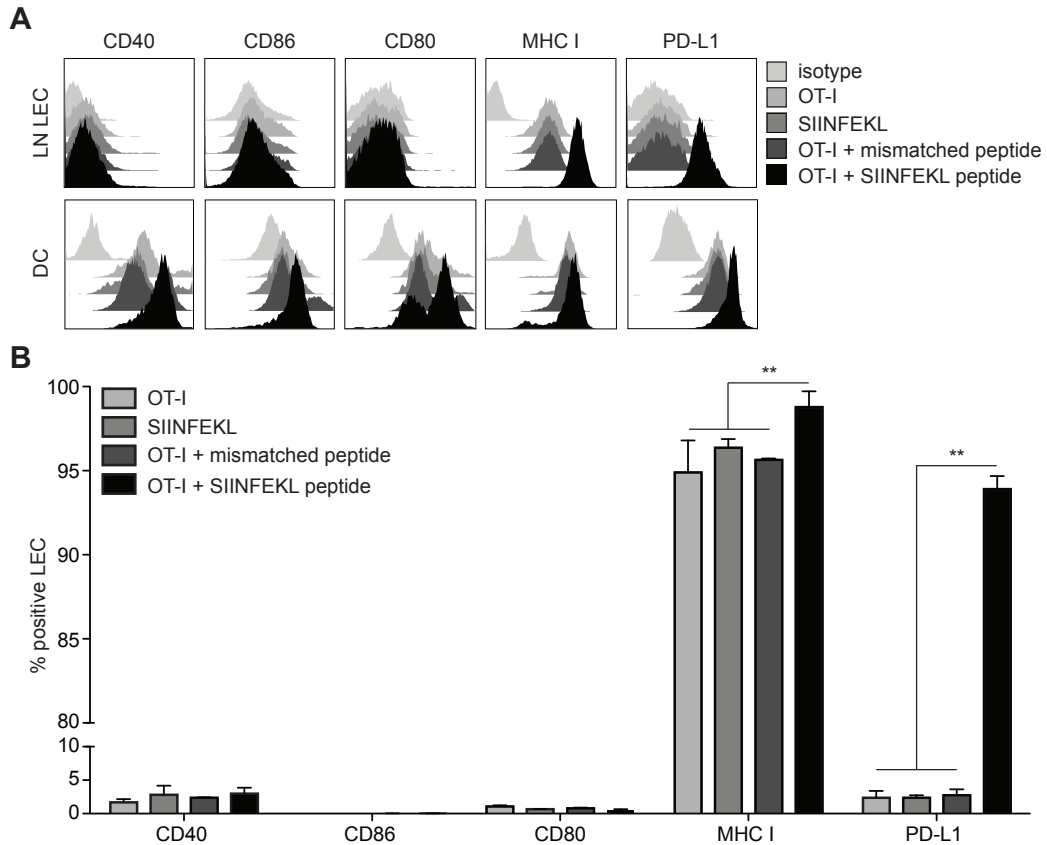 A
CD40 CD86 CD80 MHC I PD-L1
LN LEC
isotype
OT-I
SIINFEKL
OT-I + mismatched peptide
OT-I + SIINFEKL peptide
DC
B
OT-I
SIINFEKL
OT-I + mismatched peptide
OT-I + SIINFEKL peptide
**
**
% positive LEC
100
95
90
85
80
10
5
0
CD40 CD86 CD80 MHC I PD-L1